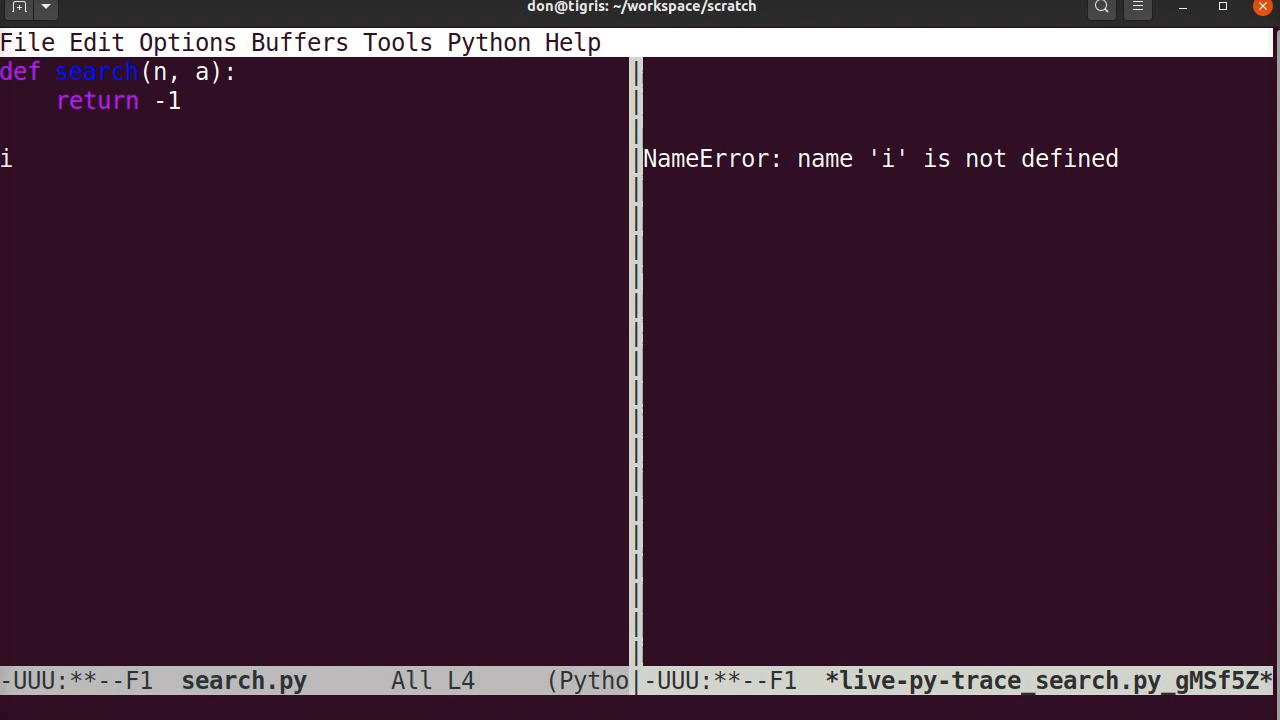 don@tigris: ~/workspace/scratch
File Edit Options Buffers Tools Python Help
def search(n, a):
    return -1
i
NameError: name 'i' is not defined
-UUU:**--F1  search.py      All L4     (Pytho|-UUU:**--F1  *live-py-trace_search.py_gMSf5Z*